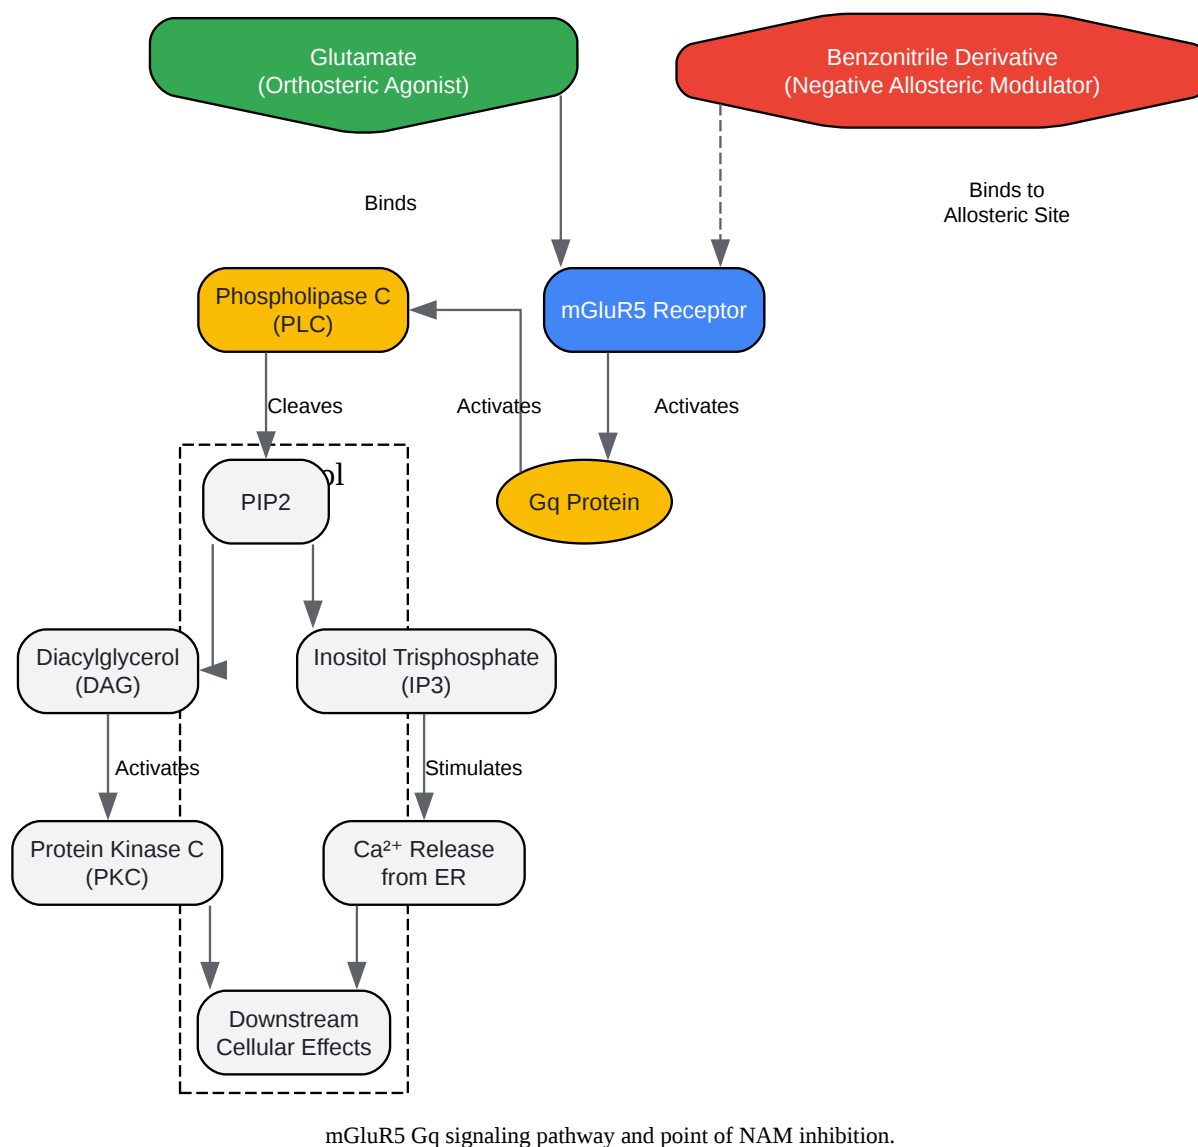 Glutamate
(Orthosteric Agonist)
Benzonitrile Derivative
(Negative Allosteric Modulator)
Binds
Binds to
Allosteric Site
Phospholipase C
(PLC)
mGluR5 Receptor
Cleaves
Activates
Activates
PIP2
Gq Protein
Diacylglycerol
(DAG)
Inositol Trisphosphate
(IP3)
Activates
Stimulates
Protein Kinase C
(PKC)
Ca²⁺ Release
from ER
Downstream
Cellular Effects
mGluR5 Gq signaling pathway and point of NAM inhibition.